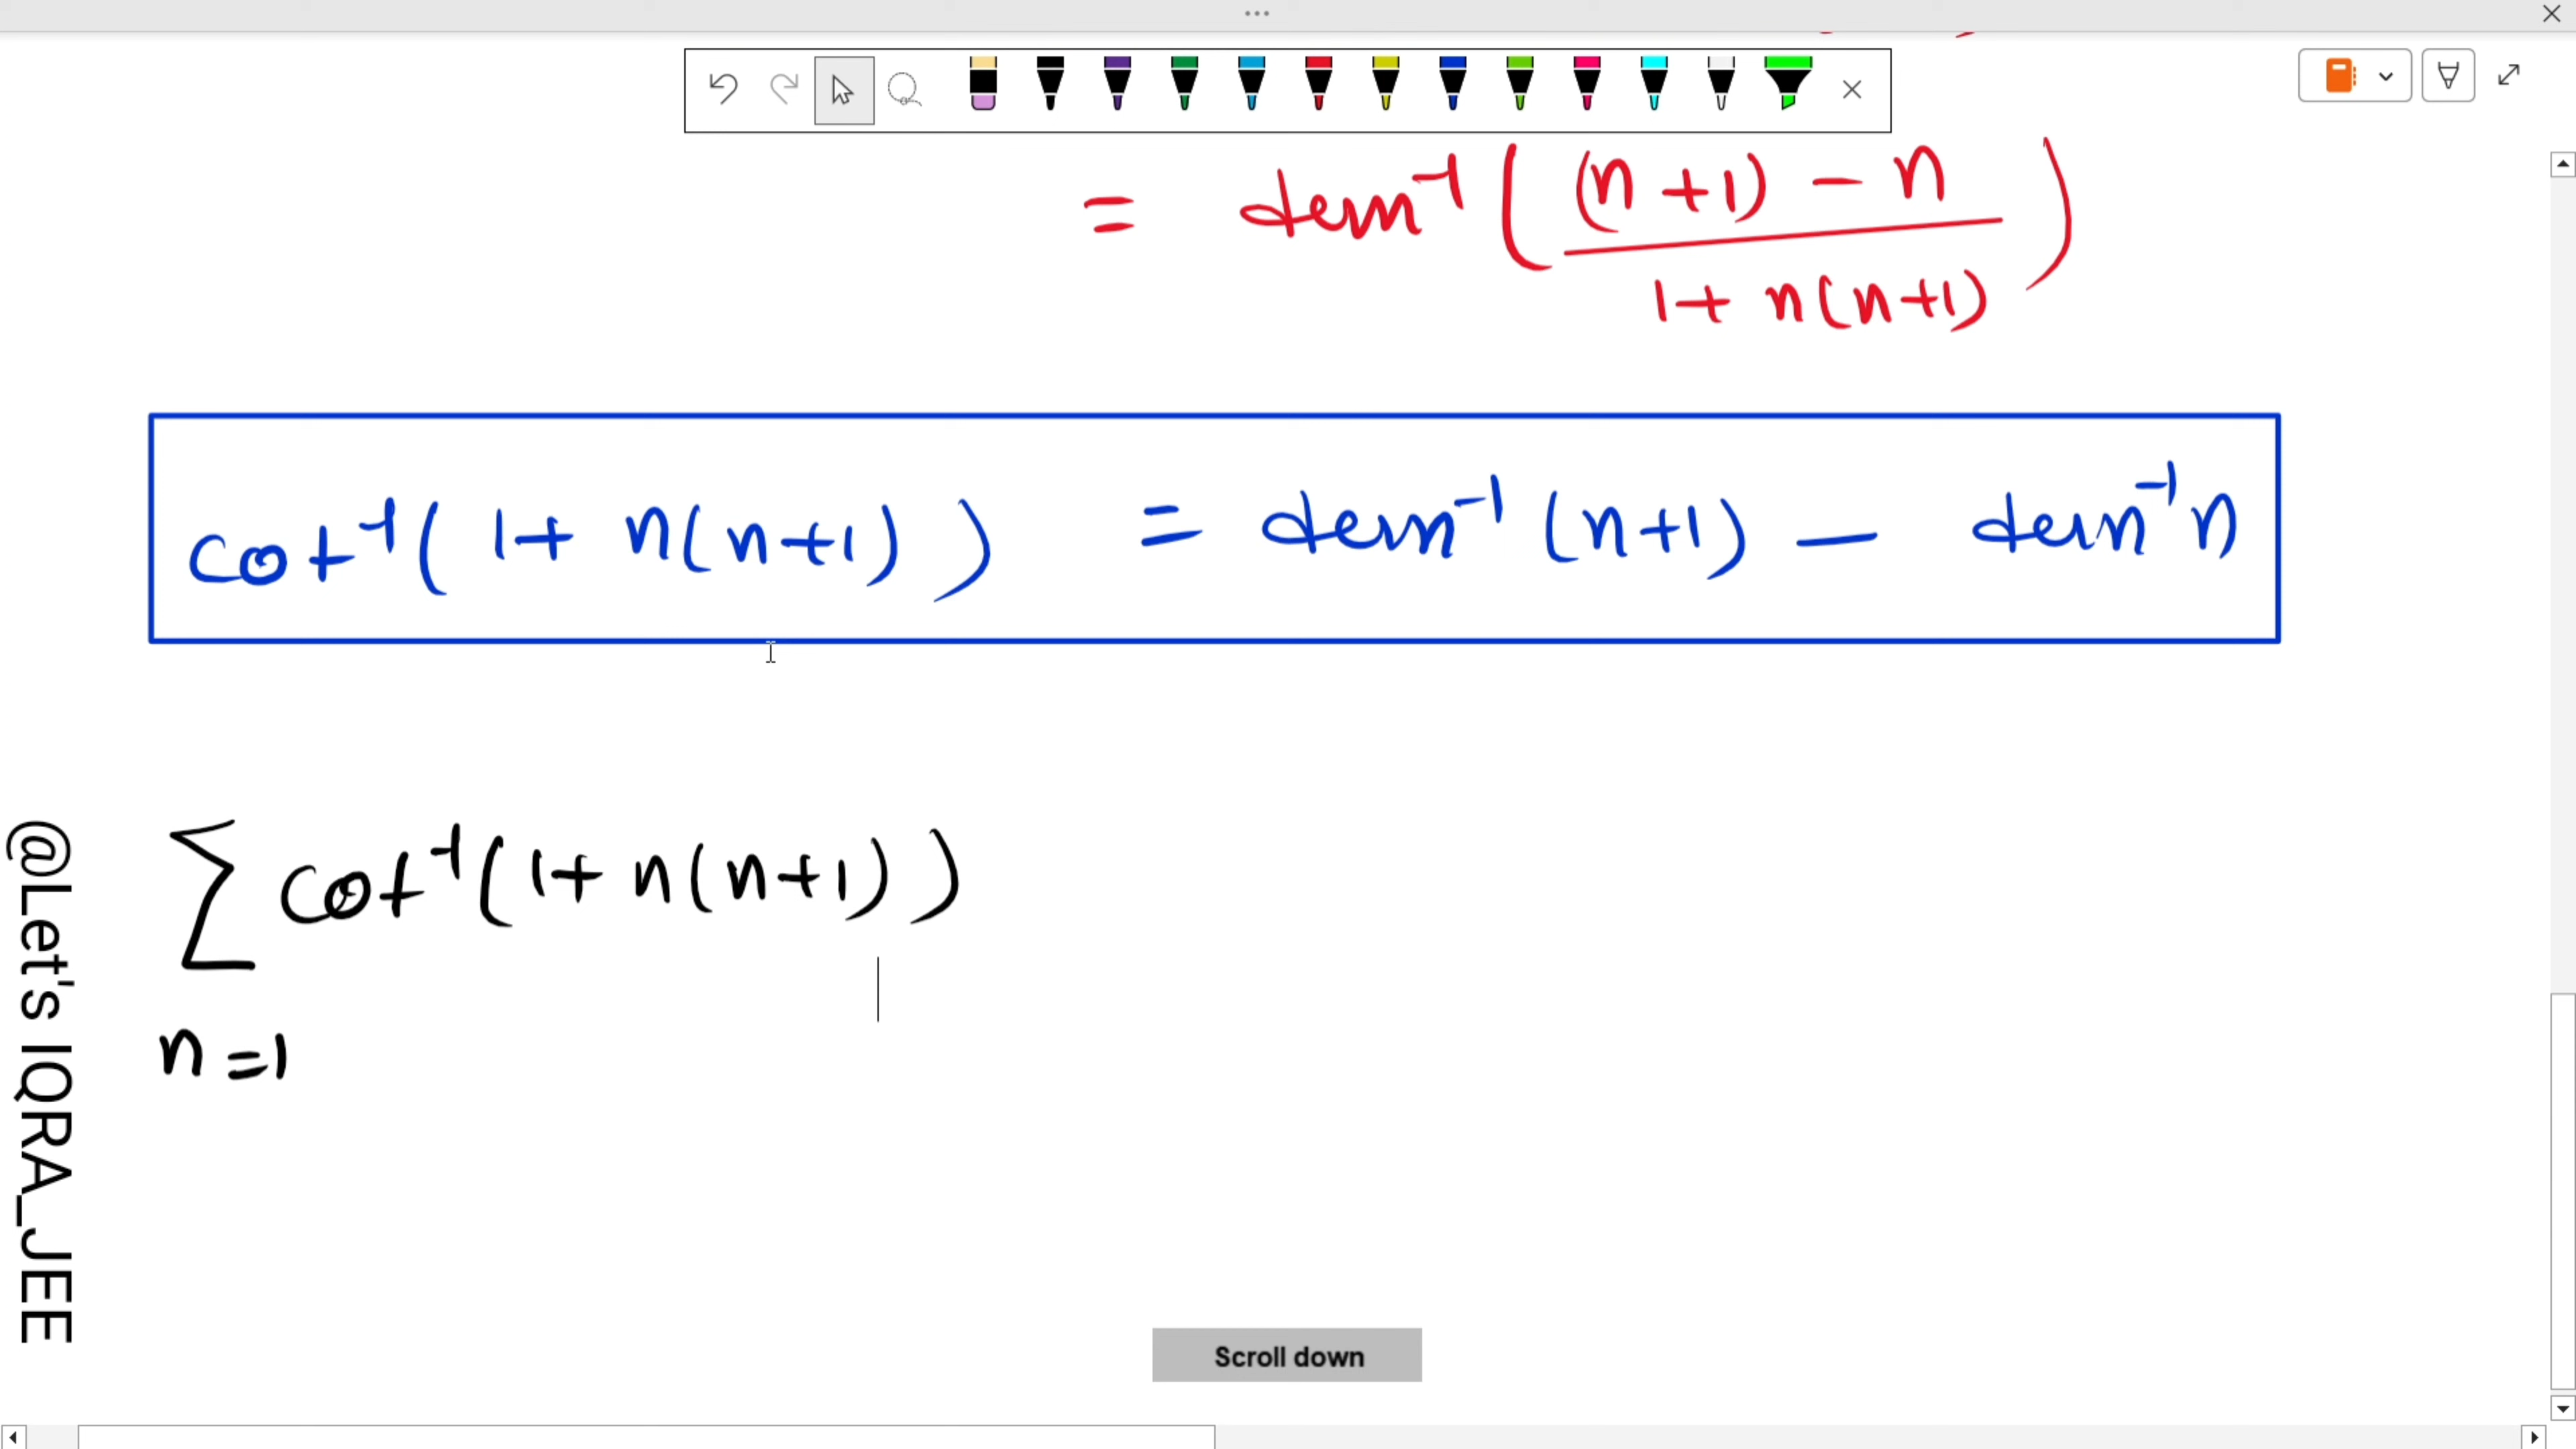 = tan⁻¹( ((n+1) − n) / (1 + n(n+1)) )
cot⁻¹(1 + n(n+1)) = tan⁻¹(n+1) − tan⁻¹n
∑ cot⁻¹(1 + n(n+1))
n=1
@Let's IQRA_JEE
Scroll down